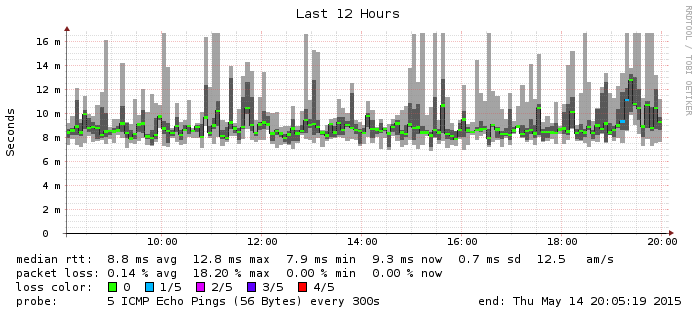 Last 12 Hours
RRDTOOL / TOBI OETIKER
Seconds
16 m
14 m
12 m
10 m
8 m
6 m
4 m
2 m
0
10:00 12:00 14:00 16:00 18:00 20:00
median rtt: 8.8 ms avg 12.8 ms max 7.9 ms min 9.3 ms now 0.7 ms sd 12.5 am/s
packet loss: 0.14 % avg 18.20 % max 0.00 % min 0.00 % now
loss color: 0 1/5 2/5 3/5 4/5
probe: 5 ICMP Echo Pings (56 Bytes) every 300s end: Thu May 14 20:05:19 2015